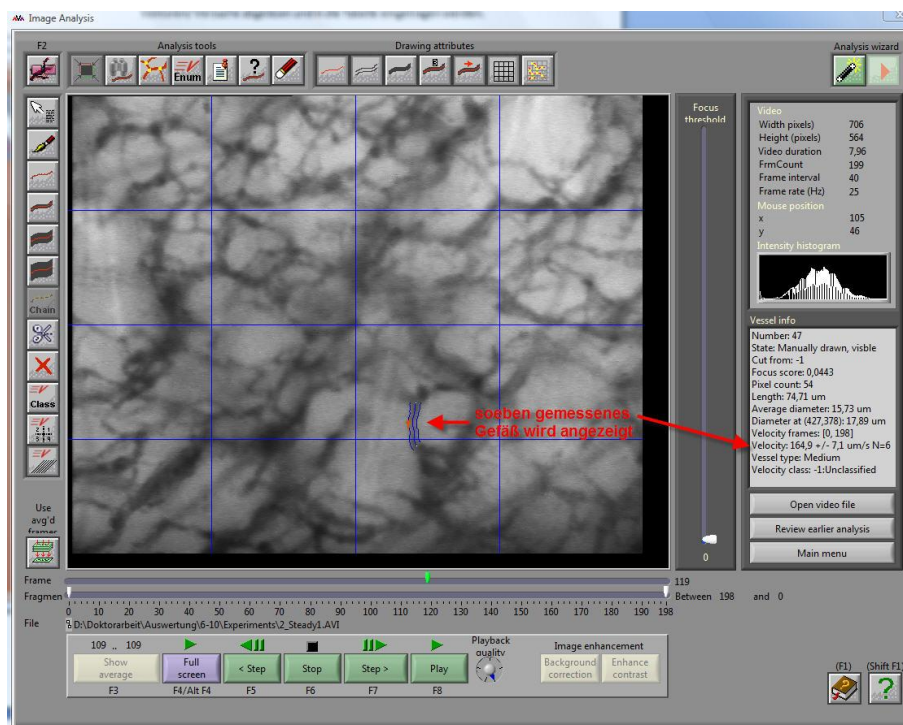 Image Analysis
F2
Analysis tools
Drawing attributes
Analysis wizard
Enum
Focus
threshold
0
Chain
Class
Use
avg'd
frames
Video
Width pixels) 706
Height (pixels) 564
Video duration 7,96
FrmCount 199
Frame interval 40
Frame rate (Hz) 25
Mouse position
x 105
y 46
Intensity histogram
Vessel info
Number: 47
State: Manually drawn, visble
Cut from: -1
Focus score: 0,0443
Pixel count: 54
Length: 74,71 um
Average diameter: 15,73 um
Diameter at (427,378): 17,89 um
Velocity frames: [0, 198]
Velocity: 164,9 +/- 7,1 um/s N=6
Vessel type: Medium
Velocity class: -1:Unclassified
soeben gemessenes
Gefäß wird angezeigt
Open video file
Review earlier analysis
Main menu
Frame 119
Fragmen Between 198 and 0
0 10 20 30 40 50 60 70 80 90 100 110 120 130 140 150 160 170 180 190 198
File D:\Doktorarbeit\Auswertung\6-10\Experiments\2_Steady1.AVI
109 .. 109
Show
average
F3
Full
screen
F4/Alt F4
< Step
F5
Stop
F6
Step >
F7
Play
F8
Playback
quality
Image enhancement
Background
correction
Enhance
contrast
(F1) (Shift F1)